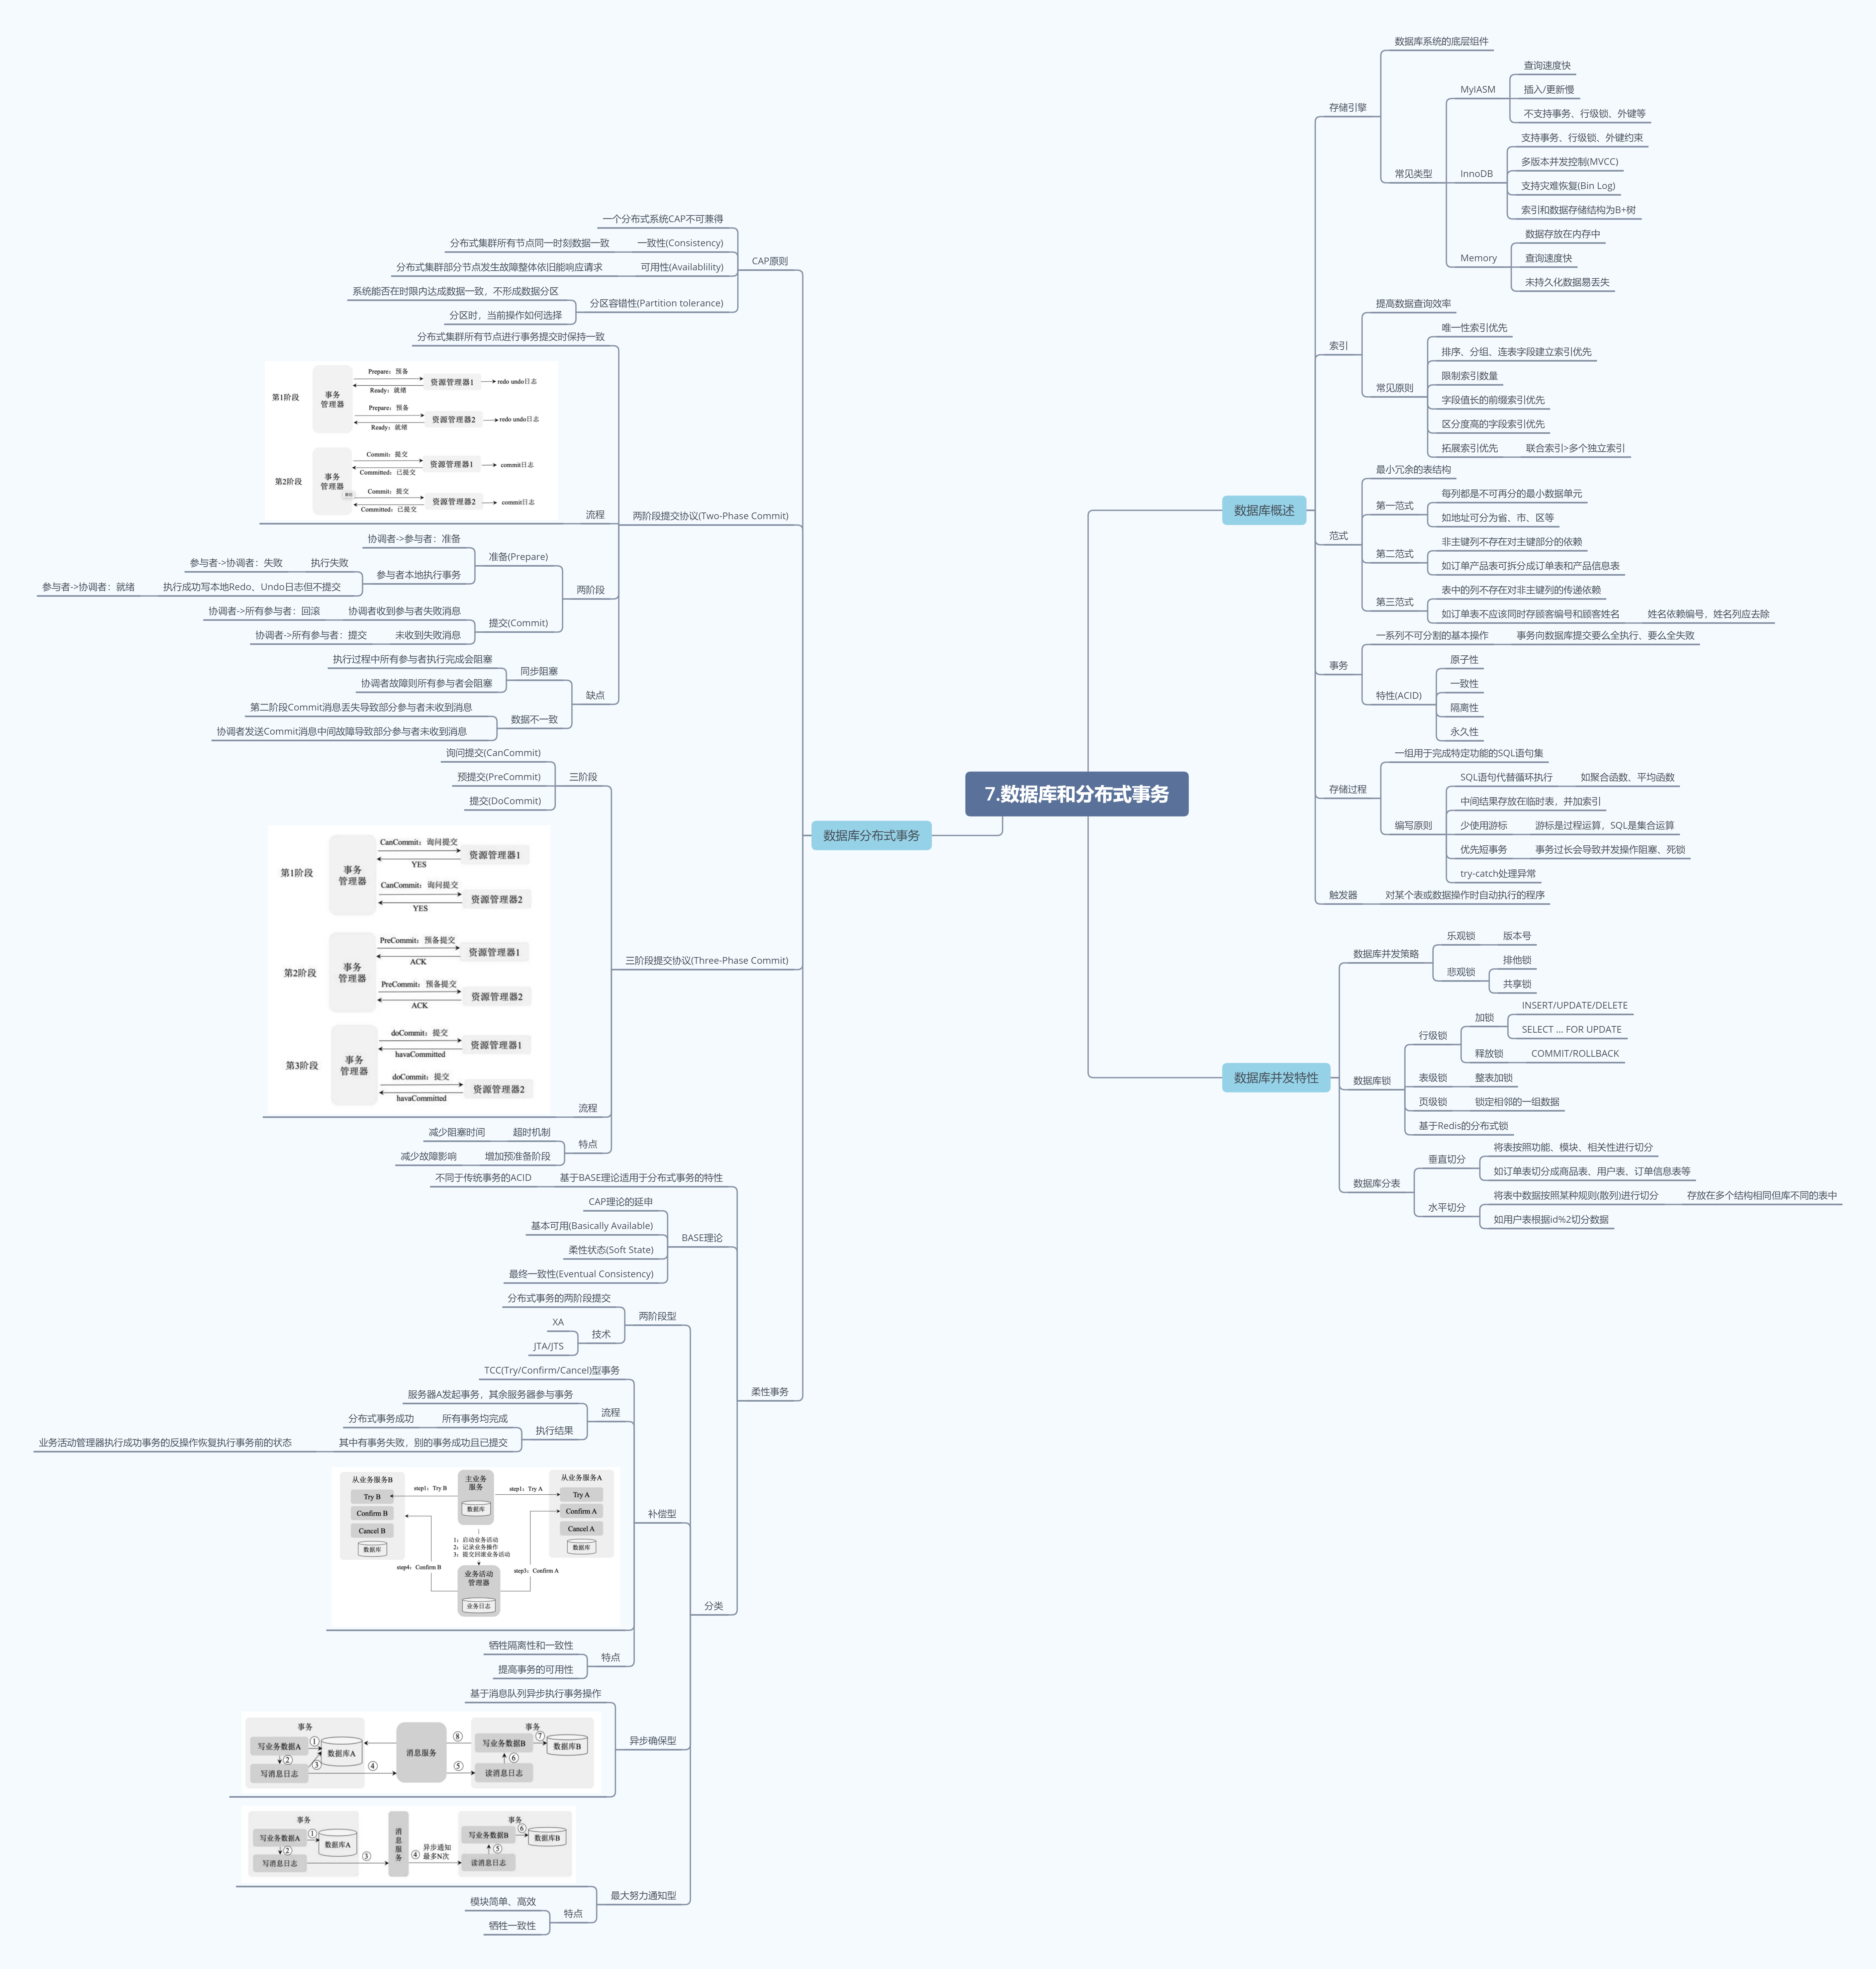 7.数据库和分布式事务
数据库概述
存储引擎
数据库系统的底层组件
常见类型
MyIASM
查询速度快
插入/更新慢
不支持事务、行级锁、外键等
InnoDB
支持事务、行级锁、外键约束
多版本并发控制(MVCC)
支持灾难恢复(Bin Log)
索引和数据存储结构为B+树
Memory
数据存放在内存中
查询速度快
未持久化数据易丢失
索引
提高数据查询效率
常见原则
唯一性索引优先
排序、分组、连表字段建立索引优先
限制索引数量
字段值长的前缀索引优先
区分度高的字段索引优先
拓展索引优先
联合索引>多个独立索引
范式
最小冗余的表结构
第一范式
每列都是不可再分的最小数据单元
如地址可分为省、市、区等
第二范式
非主键列不存在对主键部分的依赖
如订单产品表可拆分成订单表和产品信息表
第三范式
表中的列不存在对非主键列的传递依赖
如订单表不应该同时存顾客编号和顾客姓名
姓名依赖编号，姓名列应去除
事务
一系列不可分割的基本操作
事务向数据库提交要么全执行、要么全失败
特性(ACID)
原子性
一致性
隔离性
永久性
存储过程
一组用于完成特定功能的SQL语句集
编写原则
SQL语句代替循环执行
如聚合函数、平均函数
中间结果存放在临时表，并加索引
少使用游标
游标是过程运算，SQL是集合运算
优先短事务
事务过长会导致并发操作阻塞、死锁
try-catch处理异常
触发器
对某个表或数据操作时自动执行的程序
数据库并发特性
数据库并发策略
乐观锁
版本号
悲观锁
排他锁
共享锁
数据库锁
行级锁
加锁
INSERT/UPDATE/DELETE
SELECT ... FOR UPDATE
释放锁
COMMIT/ROLLBACK
表级锁
整表加锁
页级锁
锁定相邻的一组数据
基于Redis的分布式锁
数据库分表
垂直切分
将表按照功能、模块、相关性进行切分
如订单表切分成商品表、用户表、订单信息表等
水平切分
将表中数据按照某种规则(散列)进行切分
存放在多个结构相同但库不同的表中
如用户表根据id%2切分数据
数据库分布式事务
CAP原则
一个分布式系统CAP不可兼得
一致性(Consistency)
分布式集群所有节点同一时刻数据一致
可用性(Availablility)
分布式集群部分节点发生故障整体依旧能响应请求
分区容错性(Partition tolerance)
系统能否在时限内达成数据一致，不形成数据分区
分区时，当前操作如何选择
两阶段提交协议(Two-Phase Commit)
分布式集群所有节点进行事务提交时保持一致
流程
第1阶段
事务
管理器
Prepare：预备
Ready：就绪
资源管理器1
redo undo日志
Prepare：预备
Ready：就绪
资源管理器2
redo undo日志
第2阶段
事务
管理器
Commit：提交
Committed：已提交
资源管理器1
commit日志
Commit：提交
Committed：已提交
资源管理器2
commit日志
两阶段
准备(Prepare)
协调者->参与者：准备
参与者本地执行事务
执行失败
参与者->协调者：失败
执行成功写本地Redo、Undo日志但不提交
参与者->协调者：就绪
提交(Commit)
协调者收到参与者失败消息
协调者->所有参与者：回滚
未收到失败消息
协调者->所有参与者：提交
缺点
同步阻塞
执行过程中所有参与者执行完成会阻塞
协调者故障则所有参与者会阻塞
数据不一致
第二阶段Commit消息丢失导致部分参与者未收到消息
协调者发送Commit消息中间故障导致部分参与者未收到消息
三阶段提交协议(Three-Phase Commit)
三阶段
询问提交(CanCommit)
预提交(PreCommit)
提交(DoCommit)
流程
第1阶段
事务
管理器
CanCommit：询问提交
YES
资源管理器1
CanCommit：询问提交
YES
资源管理器2
第2阶段
事务
管理器
PreCommit：预备提交
ACK
资源管理器1
PreCommit：预备提交
ACK
资源管理器2
第3阶段
事务
管理器
doCommit：提交
havaCommitted
资源管理器1
doCommit：提交
havaCommitted
资源管理器2
特点
超时机制
减少阻塞时间
增加预准备阶段
减少故障影响
柔性事务
基于BASE理论适用于分布式事务的特性
不同于传统事务的ACID
BASE理论
CAP理论的延申
基本可用(Basically Available)
柔性状态(Soft State)
最终一致性(Eventual Consistency)
分类
两阶段型
分布式事务的两阶段提交
技术
XA
JTA/JTS
补偿型
TCC(Try/Confirm/Cancel)型事务
流程
服务器A发起事务，其余服务器参与事务
执行结果
所有事务均完成
分布式事务成功
其中有事务失败，别的事务成功且已提交
业务活动管理器执行成功事务的反操作恢复执行事务前的状态
从业务服务B
Try B
Confirm B
Cancel B
数据库
step1：Try B
主业务
服务
数据库
step1：Try A
从业务服务A
Try A
Confirm A
Cancel A
数据库
1：启动业务活动
2：记录业务操作
3：提交回滚业务活动
step4：Confirm B
step3：Confirm A
业务活动
管理器
业务日志
特点
牺牲隔离性和一致性
提高事务的可用性
异步确保型
基于消息队列异步执行事务操作
事务
写业务数据A
①
数据库A
②
③
写消息日志
④
消息服务
⑧
⑤
事务
写业务数据B
⑦
数据库B
⑥
读消息日志
最大努力通知型
事务
写业务数据A
①
数据库A
②
写消息日志
③
消息服务
④
异步通知
最多N次
事务
写业务数据B
⑥
数据库B
⑤
读消息日志
特点
模块简单、高效
牺牲一致性